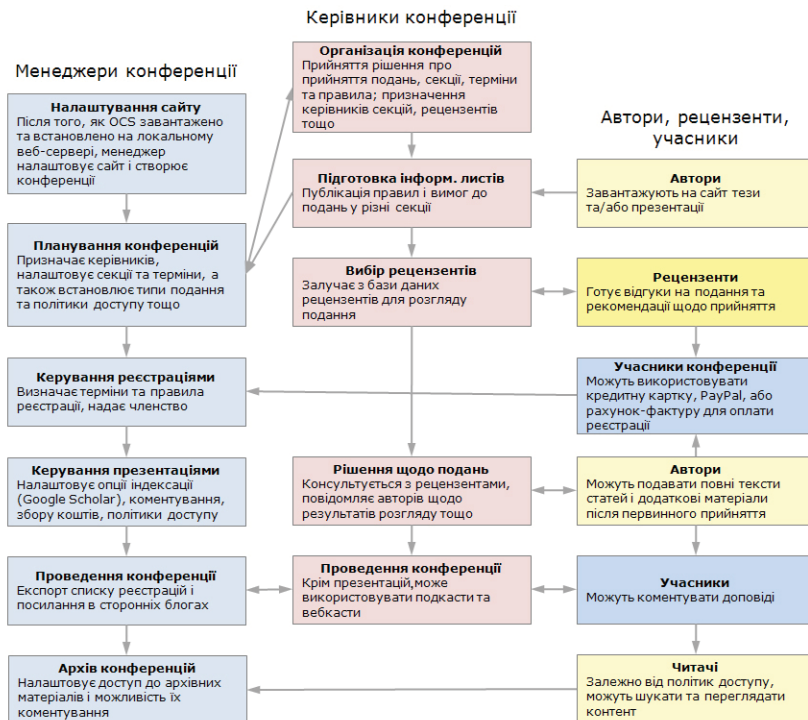 Керівники конференції
Менеджери конференції
Автори, рецензенти,
учасники
Організація конференцій
Прийняття рішення про
прийняття подань, секції, терміни
та правила; призначення
керівників секцій, рецензентів
тощо
Налаштування сайту
Після того, як OCS завантажено
та встановлено на локальному
веб-сервері, менеджер
налаштовує сайт і створює
конференції
Підготовка інформ. листів
Публікація правил і вимог до
подань у різні секції
Автори
Завантажують на сайт тези
та/або презентації
Планування конференцій
Призначає керівників,
налаштовує секції та терміни, а
також встановлює типи подання
та політики доступу тощо
Вибір рецензентів
Залучає з бази даних
рецензентів для розгляду
подання
Рецензенти
Готує відгуки на подання та
рекомендації щодо прийняття
Керування реєстраціями
Визначає терміни та правила
реєстрації, надає членство
Учасники конференції
Можуть використовувати
кредитну картку, PayPal, або
рахунок-фактуру для оплати
реєстрації
Керування презентаціями
Налаштовує опції індексації
(Google Scholar), коментування,
збору коштів, політики доступу
Рішення щодо подань
Консультується з рецензентами,
повідомляє авторів щодо
результатів розгляду тощо
Автори
Можуть подавати повні тексти
статей і додаткові матеріали
після первинного прийняття
Проведення конференції
Експорт списку реєстрацій і
посилання в сторонніх блогах
Проведення конференції
Крім презентацій,може
використовувати подкасти та
вебкасти
Учасники
Можуть коментувати доповіді
Архів конференцій
Налаштовує доступ до архівних
матеріалів і можливість їх
коментування
Читачі
Залежно від політик доступу,
можуть шукати та переглядати
контент